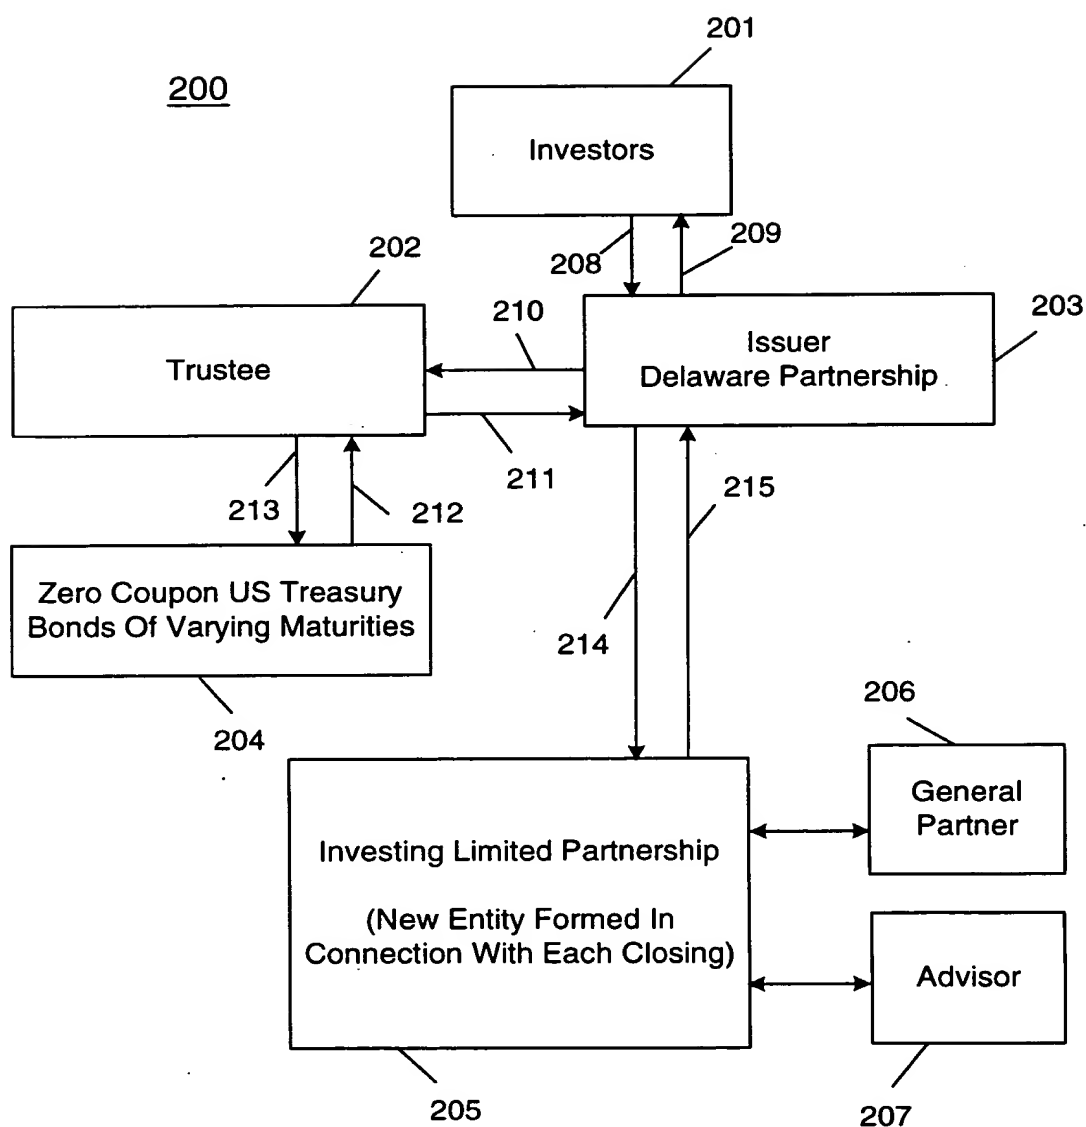 201
200
Investors
202
208
209
210
203
Trustee
Issuer
Delaware Partnership
213
212
211
215
Zero Coupon US Treasury
Bonds Of Varying Maturities
214
204
206
General
Partner
Investing Limited Partnership
(New Entity Formed In
Connection With Each Closing)
Advisor
205
207